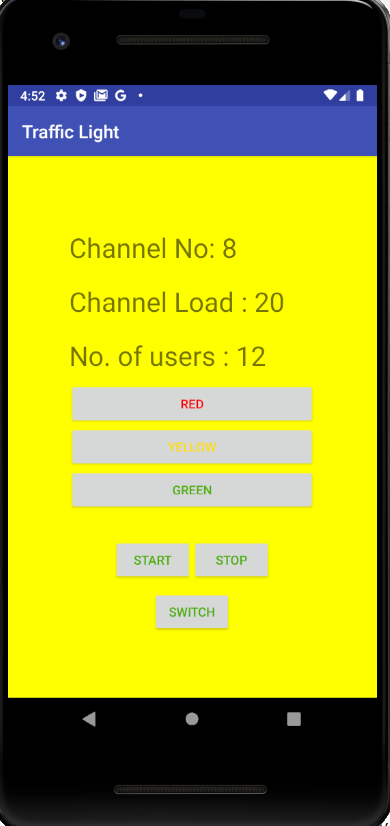 4:52
Traffic Light
Channel No: 8
Channel Load : 20
No. of users : 12
RED
YELLOW
GREEN
START STOP
SWITCH